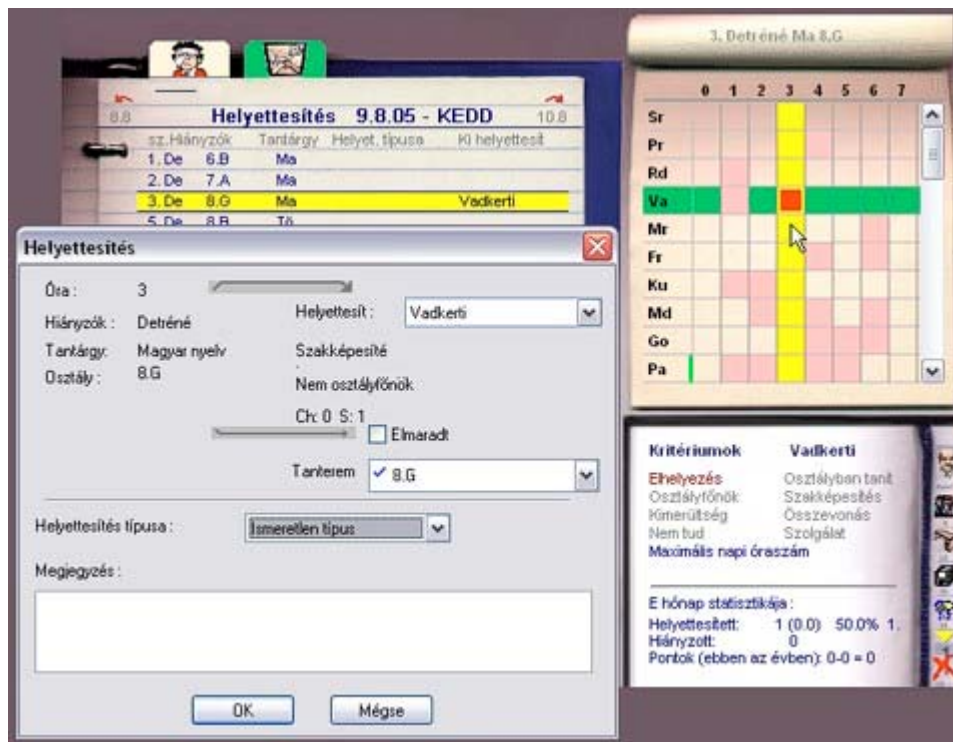 8.8 Helyettesítés 9.8.05 - KEDD 10.8
sz.Hiányzók Tantárgy Helyet. típusa Ki helyettesít
1. De 6.B Ma
2. De 7.A Ma
3. De 8.G Ma Vadkerti
5. De 8.B Tö
Helyettesítés
Óra : 3
Hiányzók : Detréné
Tantárgy: Magyar nyelv
Osztály : 8.G
Helyettesít : Vadkerti
Szakképesíté
Nem osztályfőnök
Ch: 0 S: 1
Elmaradt
Tanterem 8.G
Helyettesítés típusa : Ismeretlen típus
Megjegyzés :
OK Mégse
3. Detréné Ma 8.G
0 1 2 3 4 5 6 7
Sr
Pr
Rd
Va
Mr
Fr
Ku
Md
Go
Pa
Kritériumok Vadkerti
Elhelyezés Osztályban tanít
Osztályfőnök Szakképesítés
Kimerültség Összevonás
Nem tud Szolgálat
Maximális napi óraszám
E hónap statisztikája :
Helyettesített: 1 (0.0) 50.0% 1.
Hiányzott: 0
Pontok (ebben az évben): 0-0 = 0